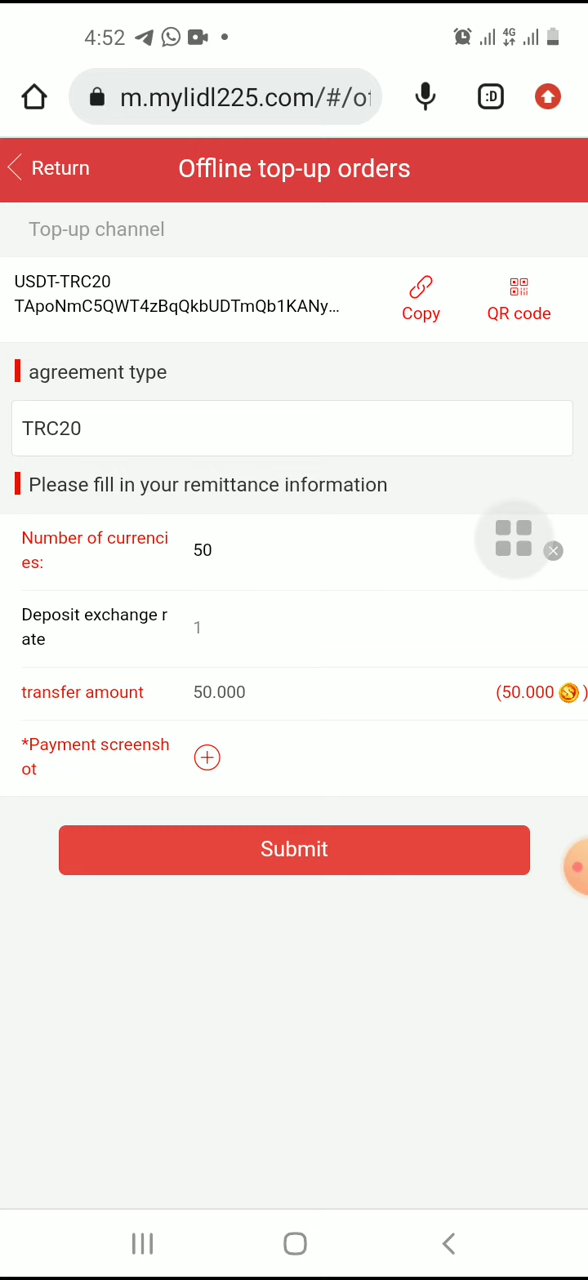 4:52
4G
m.mylidl225.com/#/of
:D
Return
Offline top-up orders
Top-up channel
USDT-TRC20
TApoNmC5QWT4zBqQkbUDTmQb1KANy...
Copy
QR code
agreement type
TRC20
Please fill in your remittance information
Number of currenci
es:
50
Deposit exchange r
ate
1
transfer amount
50.000
(50.000 )
*Payment screensh
ot
Submit